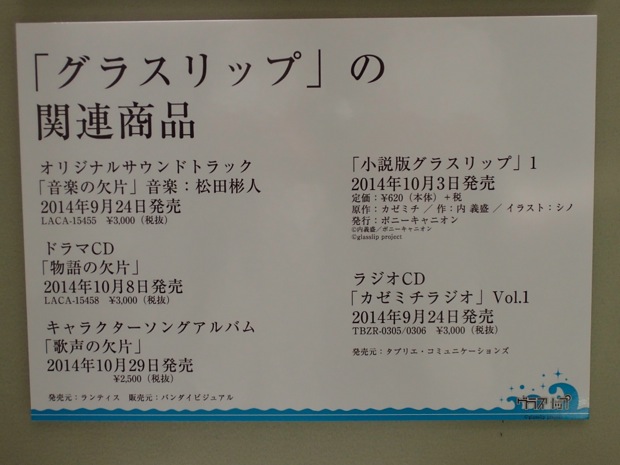 「グラスリップ」の
関連商品
オリジナルサウンドトラック
「音楽の欠片」音楽：松田彬人
2014年9月24日発売
LACA-15455　¥3,000（税抜）
ドラマCD
「物語の欠片」
2014年10月8日発売
LACA-15458　¥3,000（税抜）
キャラクターソングアルバム
「歌声の欠片」
2014年10月29日発売
¥2,500（税抜）
発売元：ランティス　販売元：バンダイビジュアル
「小説版グラスリップ」1
2014年10月3日発売
定価：¥620（本体）＋税
原作：カゼミチ ／ 作：内 義盛 ／ イラスト：シノ
発行：ポニーキャニオン
©内義盛／ポニーキャニオン
©glasslip project
ラジオCD
「カゼミチラジオ」Vol.1
2014年9月24日発売
TBZR-0305/0306　¥3,000（税抜）
発売元：タブリエ・コミュニケーションズ
グラスリップ